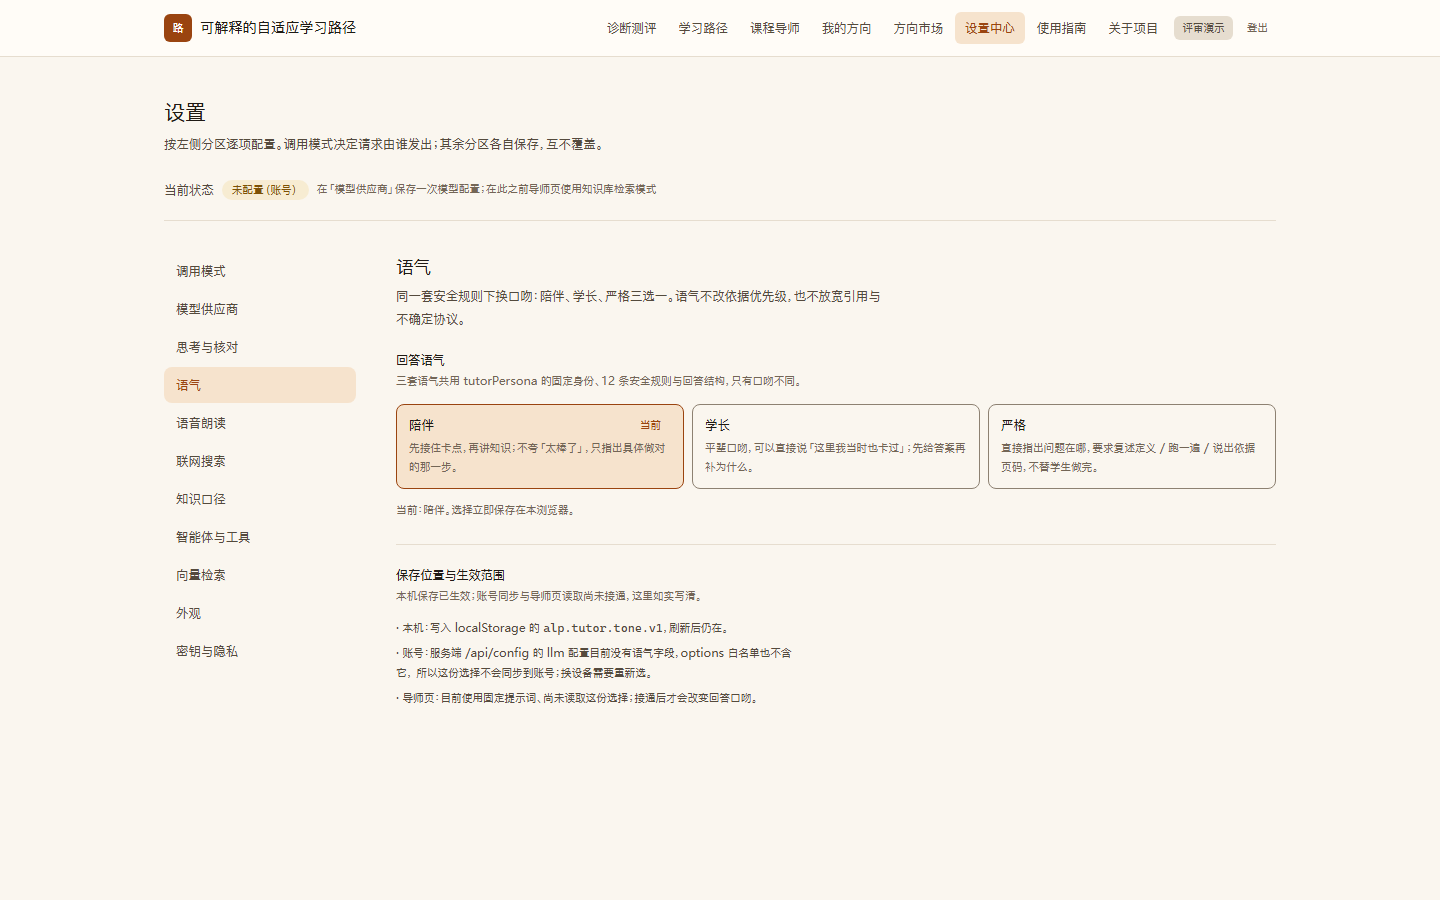 路 可解释的自适应学习路径 诊断测评 学习路径 课程导师 我的方向 方向市场 设置中心 使用指南 关于项目 评审演示 登出
设置
按左侧分区逐项配置。调用模式决定请求由谁发出；其余分区各自保存，互不覆盖。
当前状态 未配置（账号） 在「模型供应商」保存一次模型配置；在此之前导师页使用知识库检索模式
调用模式
模型供应商
思考与核对
语气
语音朗读
联网搜索
知识口径
智能体与工具
向量检索
外观
密钥与隐私
语气
同一套安全规则下换口吻：陪伴、学长、严格三选一。语气不改依据优先级，也不放宽引用与
不确定协议。
回答语气
三套语气共用 tutorPersona 的固定身份、12 条安全规则与回答结构，只有口吻不同。
陪伴 当前
先接住卡点，再讲知识；不夸「太棒了」，只指出具体做对
的那一步。
学长
平辈口吻，可以直接说「这里我当时也卡过」；先给答案再
补为什么。
严格
直接指出问题在哪，要求复述定义 / 跑一遍 / 说出依据
页码，不替学生做完。
当前：陪伴。选择立即保存在本浏览器。
保存位置与生效范围
本机保存已生效；账号同步与导师页读取尚未接通，这里如实写清。
· 本机：写入 localStorage 的 alp.tutor.tone.v1，刷新后仍在。
· 账号：服务端 /api/config 的 llm 配置目前没有语气字段，options 白名单也不含
它，所以这份选择不会同步到账号；换设备需要重新选。
· 导师页：目前使用固定提示词、尚未读取这份选择；接通后才会改变回答口吻。